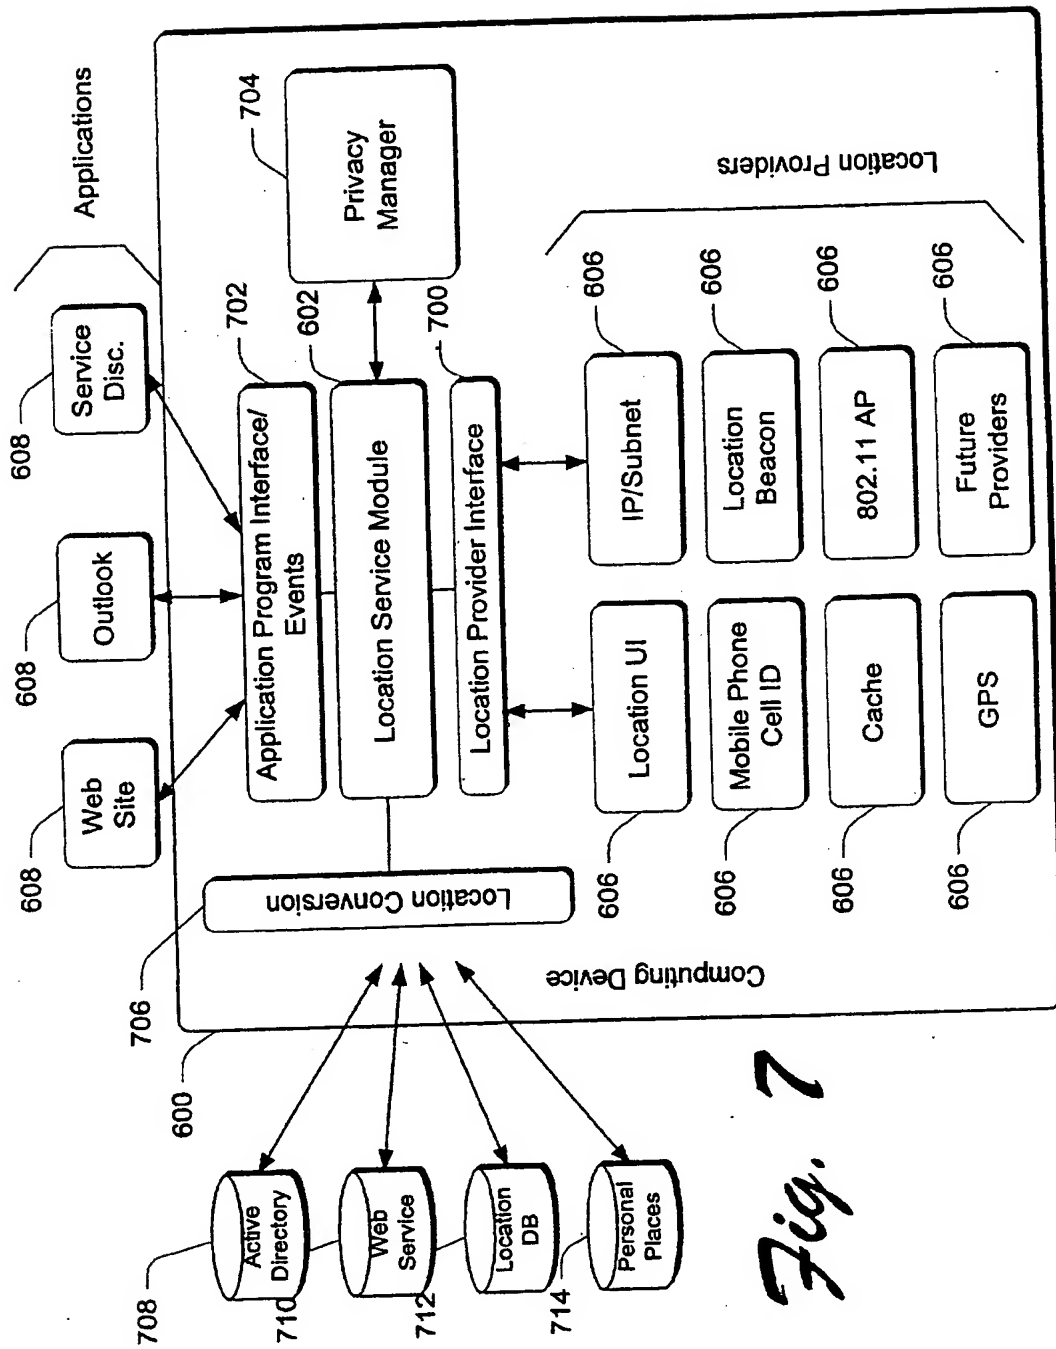 Applications
608
Web
Site
608
Outlook
608
Service
Disc.
600
706
702
Application Program Interface/
Events
602
Location Service Module
704
Privacy
Manager
700
Location Provider Interface
Location Conversion
708
Active
Directory
710
Web
Service
712
Location
DB
714
Personal
Places
Computing Device
Location Providers
606
Location UI
606
IP/Subnet
606
Mobile Phone
Cell ID
606
Location
Beacon
606
Cache
606
802.11 AP
606
GPS
606
Future
Providers
Fig. 7